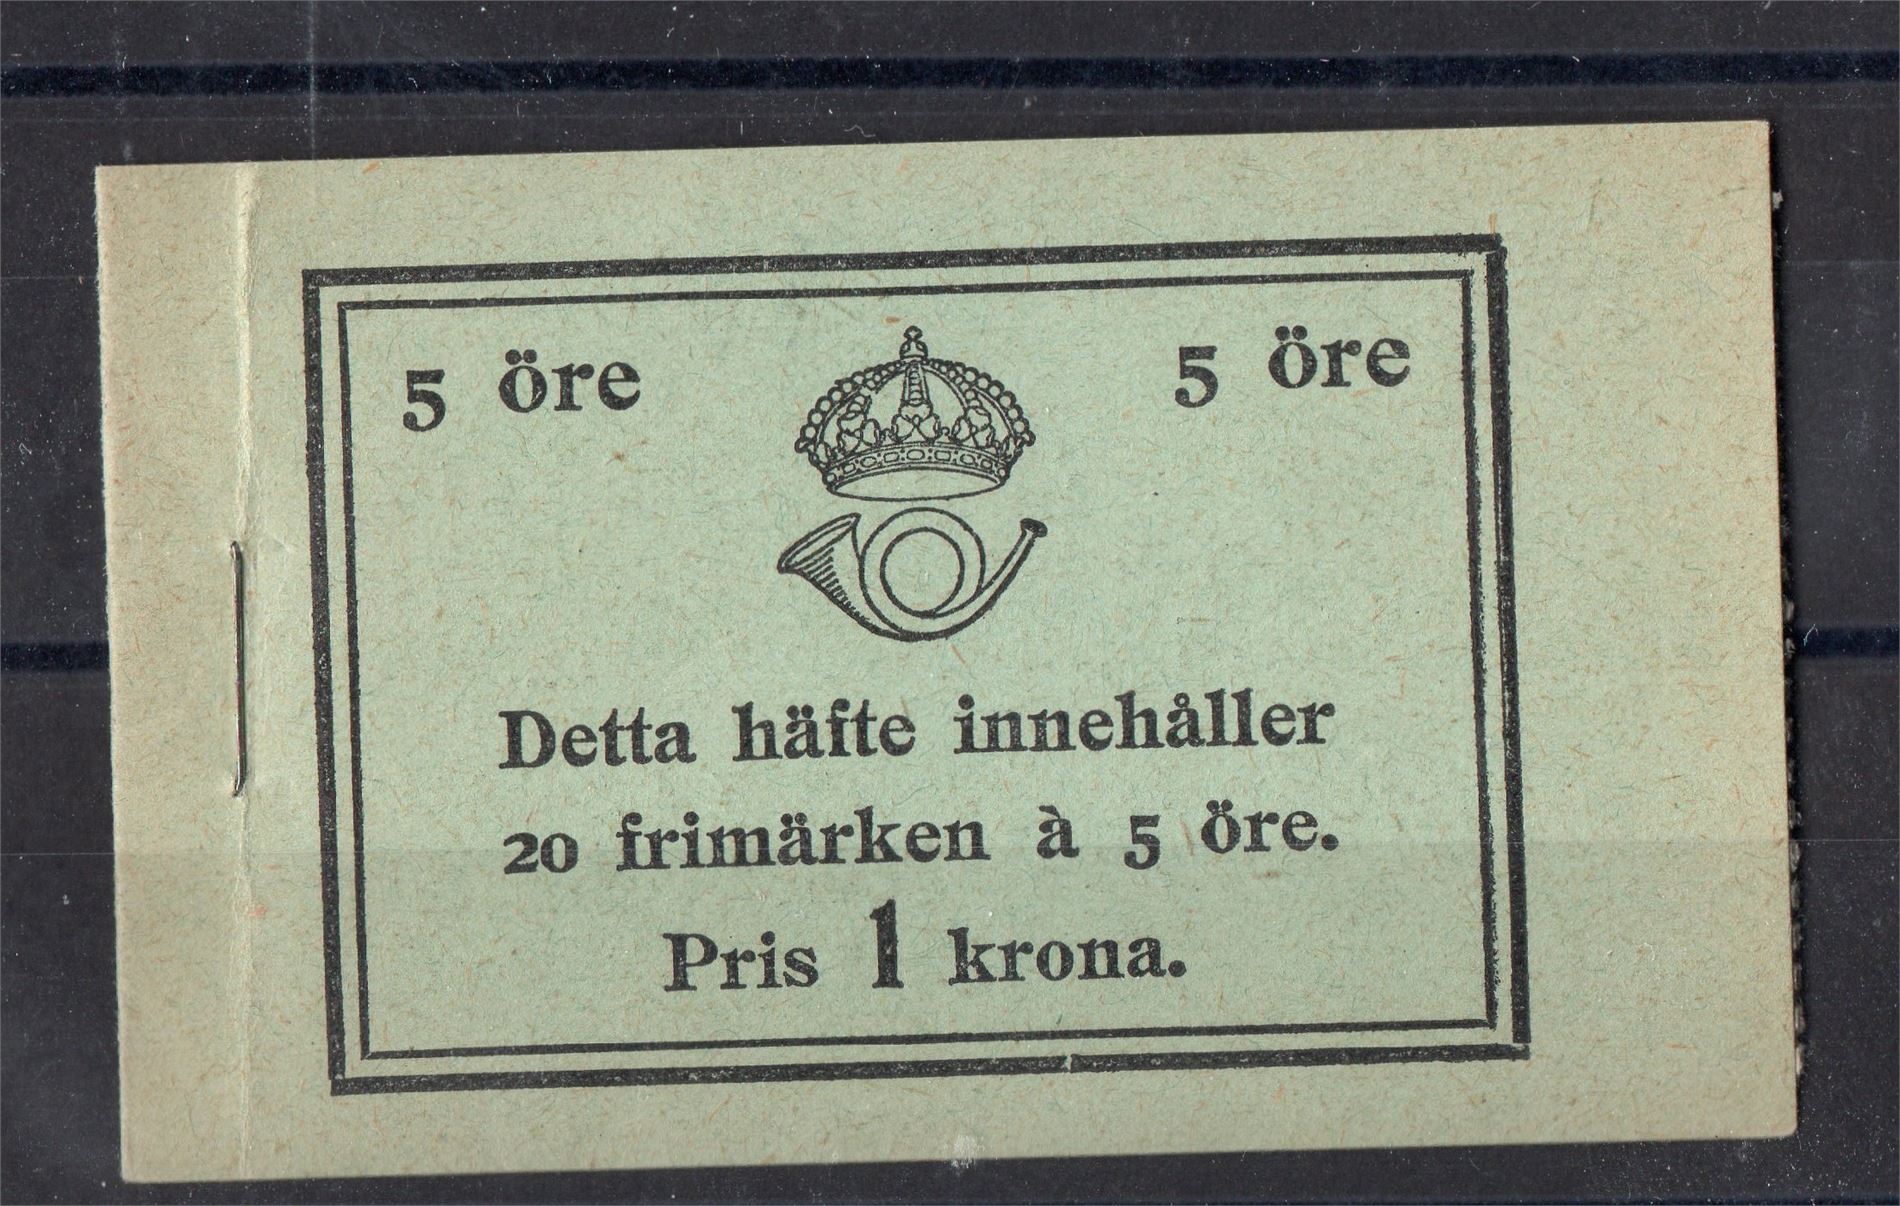 5 öre 5 öre
Detta häfte innehåller
20 frimärken à 5 öre.
Pris 1 krona.